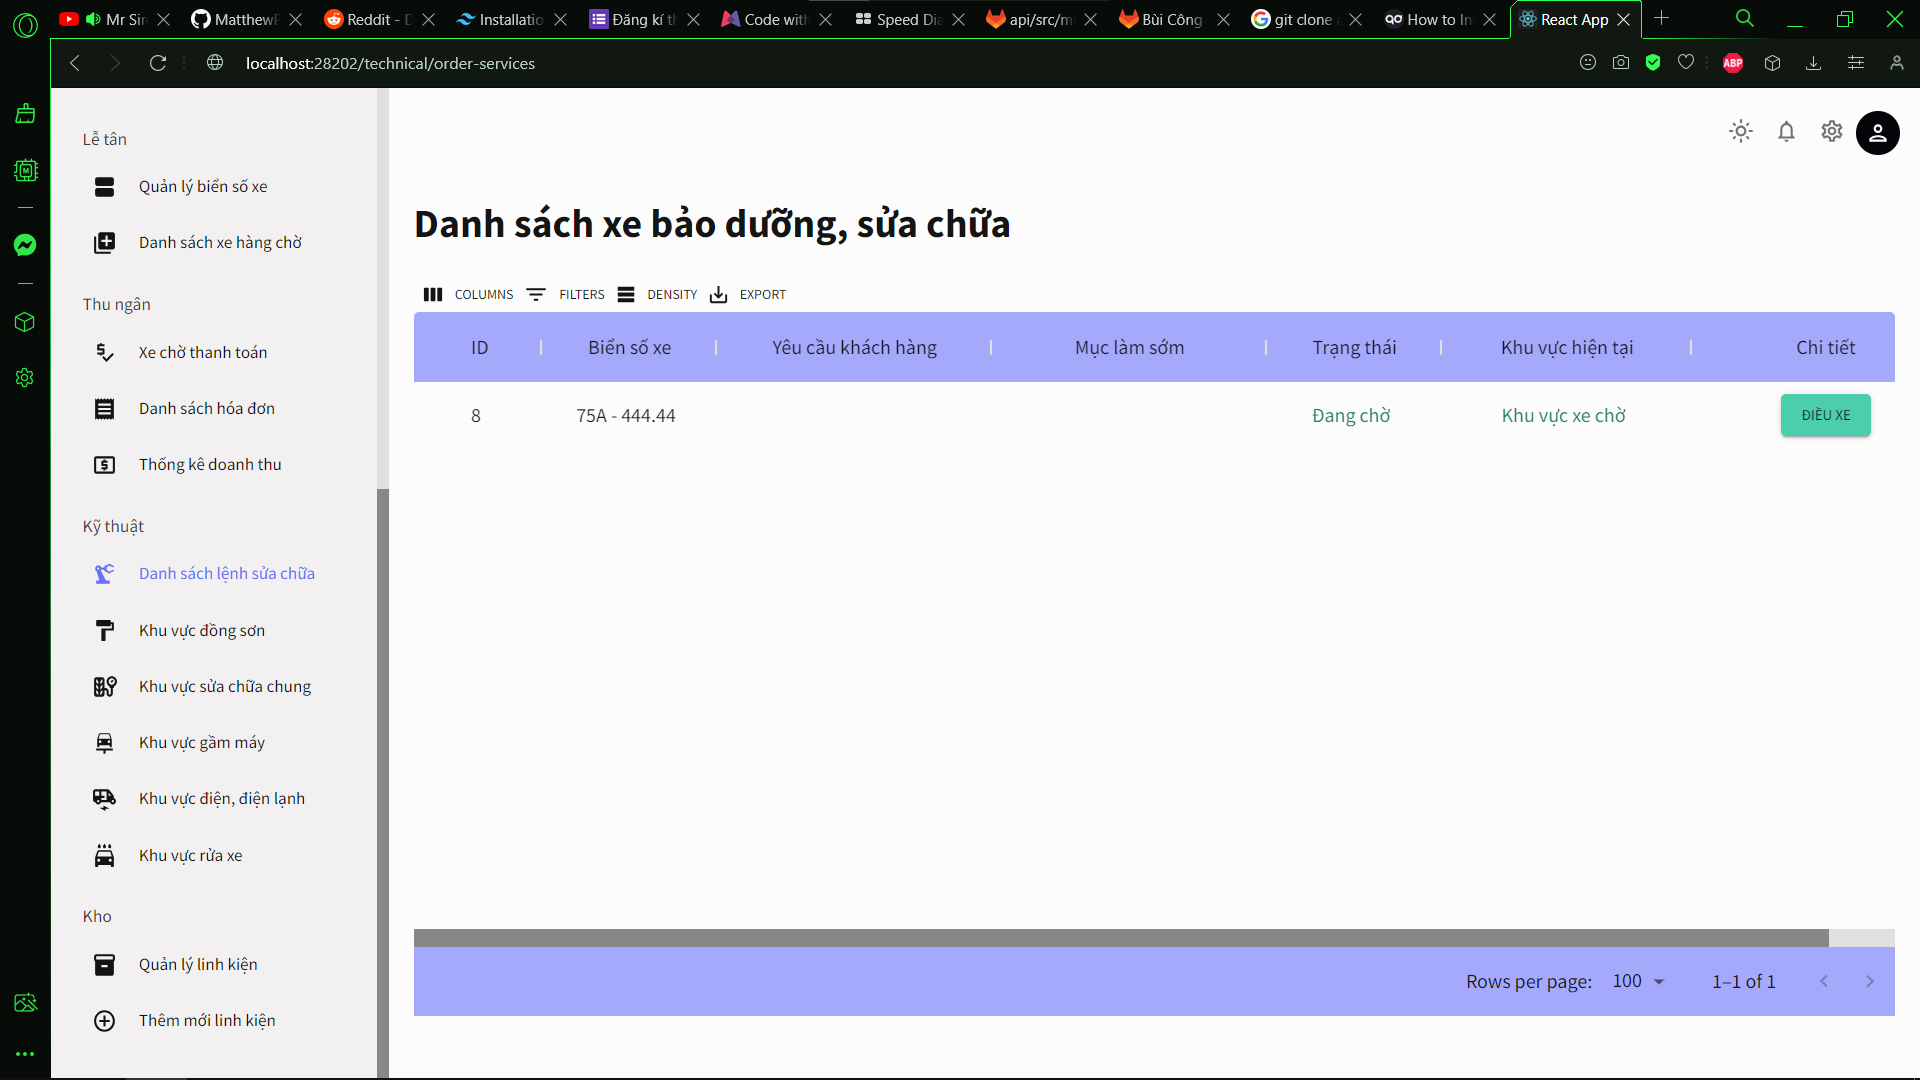 Mr Sir
MatthewP
Reddit - D
Installatio
Đăng kí th
Code with
Speed Dia
api/src/m
Bùi Công
git clone
How to In
React App
localhost:28202/technical/order-services
ABP
Lễ tân
Quản lý biển số xe
Danh sách xe hàng chờ
Thu ngân
Xe chờ thanh toán
Danh sách hóa đơn
Thống kê doanh thu
Kỹ thuật
Danh sách lệnh sửa chữa
Khu vực đồng sơn
Khu vực sửa chữa chung
Khu vực gầm máy
Khu vực điện, điện lạnh
Khu vực rửa xe
Kho
Quản lý linh kiện
Thêm mới linh kiện
Danh sách xe bảo dưỡng, sửa chữa
COLUMNS FILTERS DENSITY EXPORT
ID Biển số xe Yêu cầu khách hàng Mục làm sớm Trạng thái Khu vực hiện tại Chi tiết
8 75A - 444.44 Đang chờ Khu vực xe chờ ĐIỀU XE
Rows per page: 100 1–1 of 1